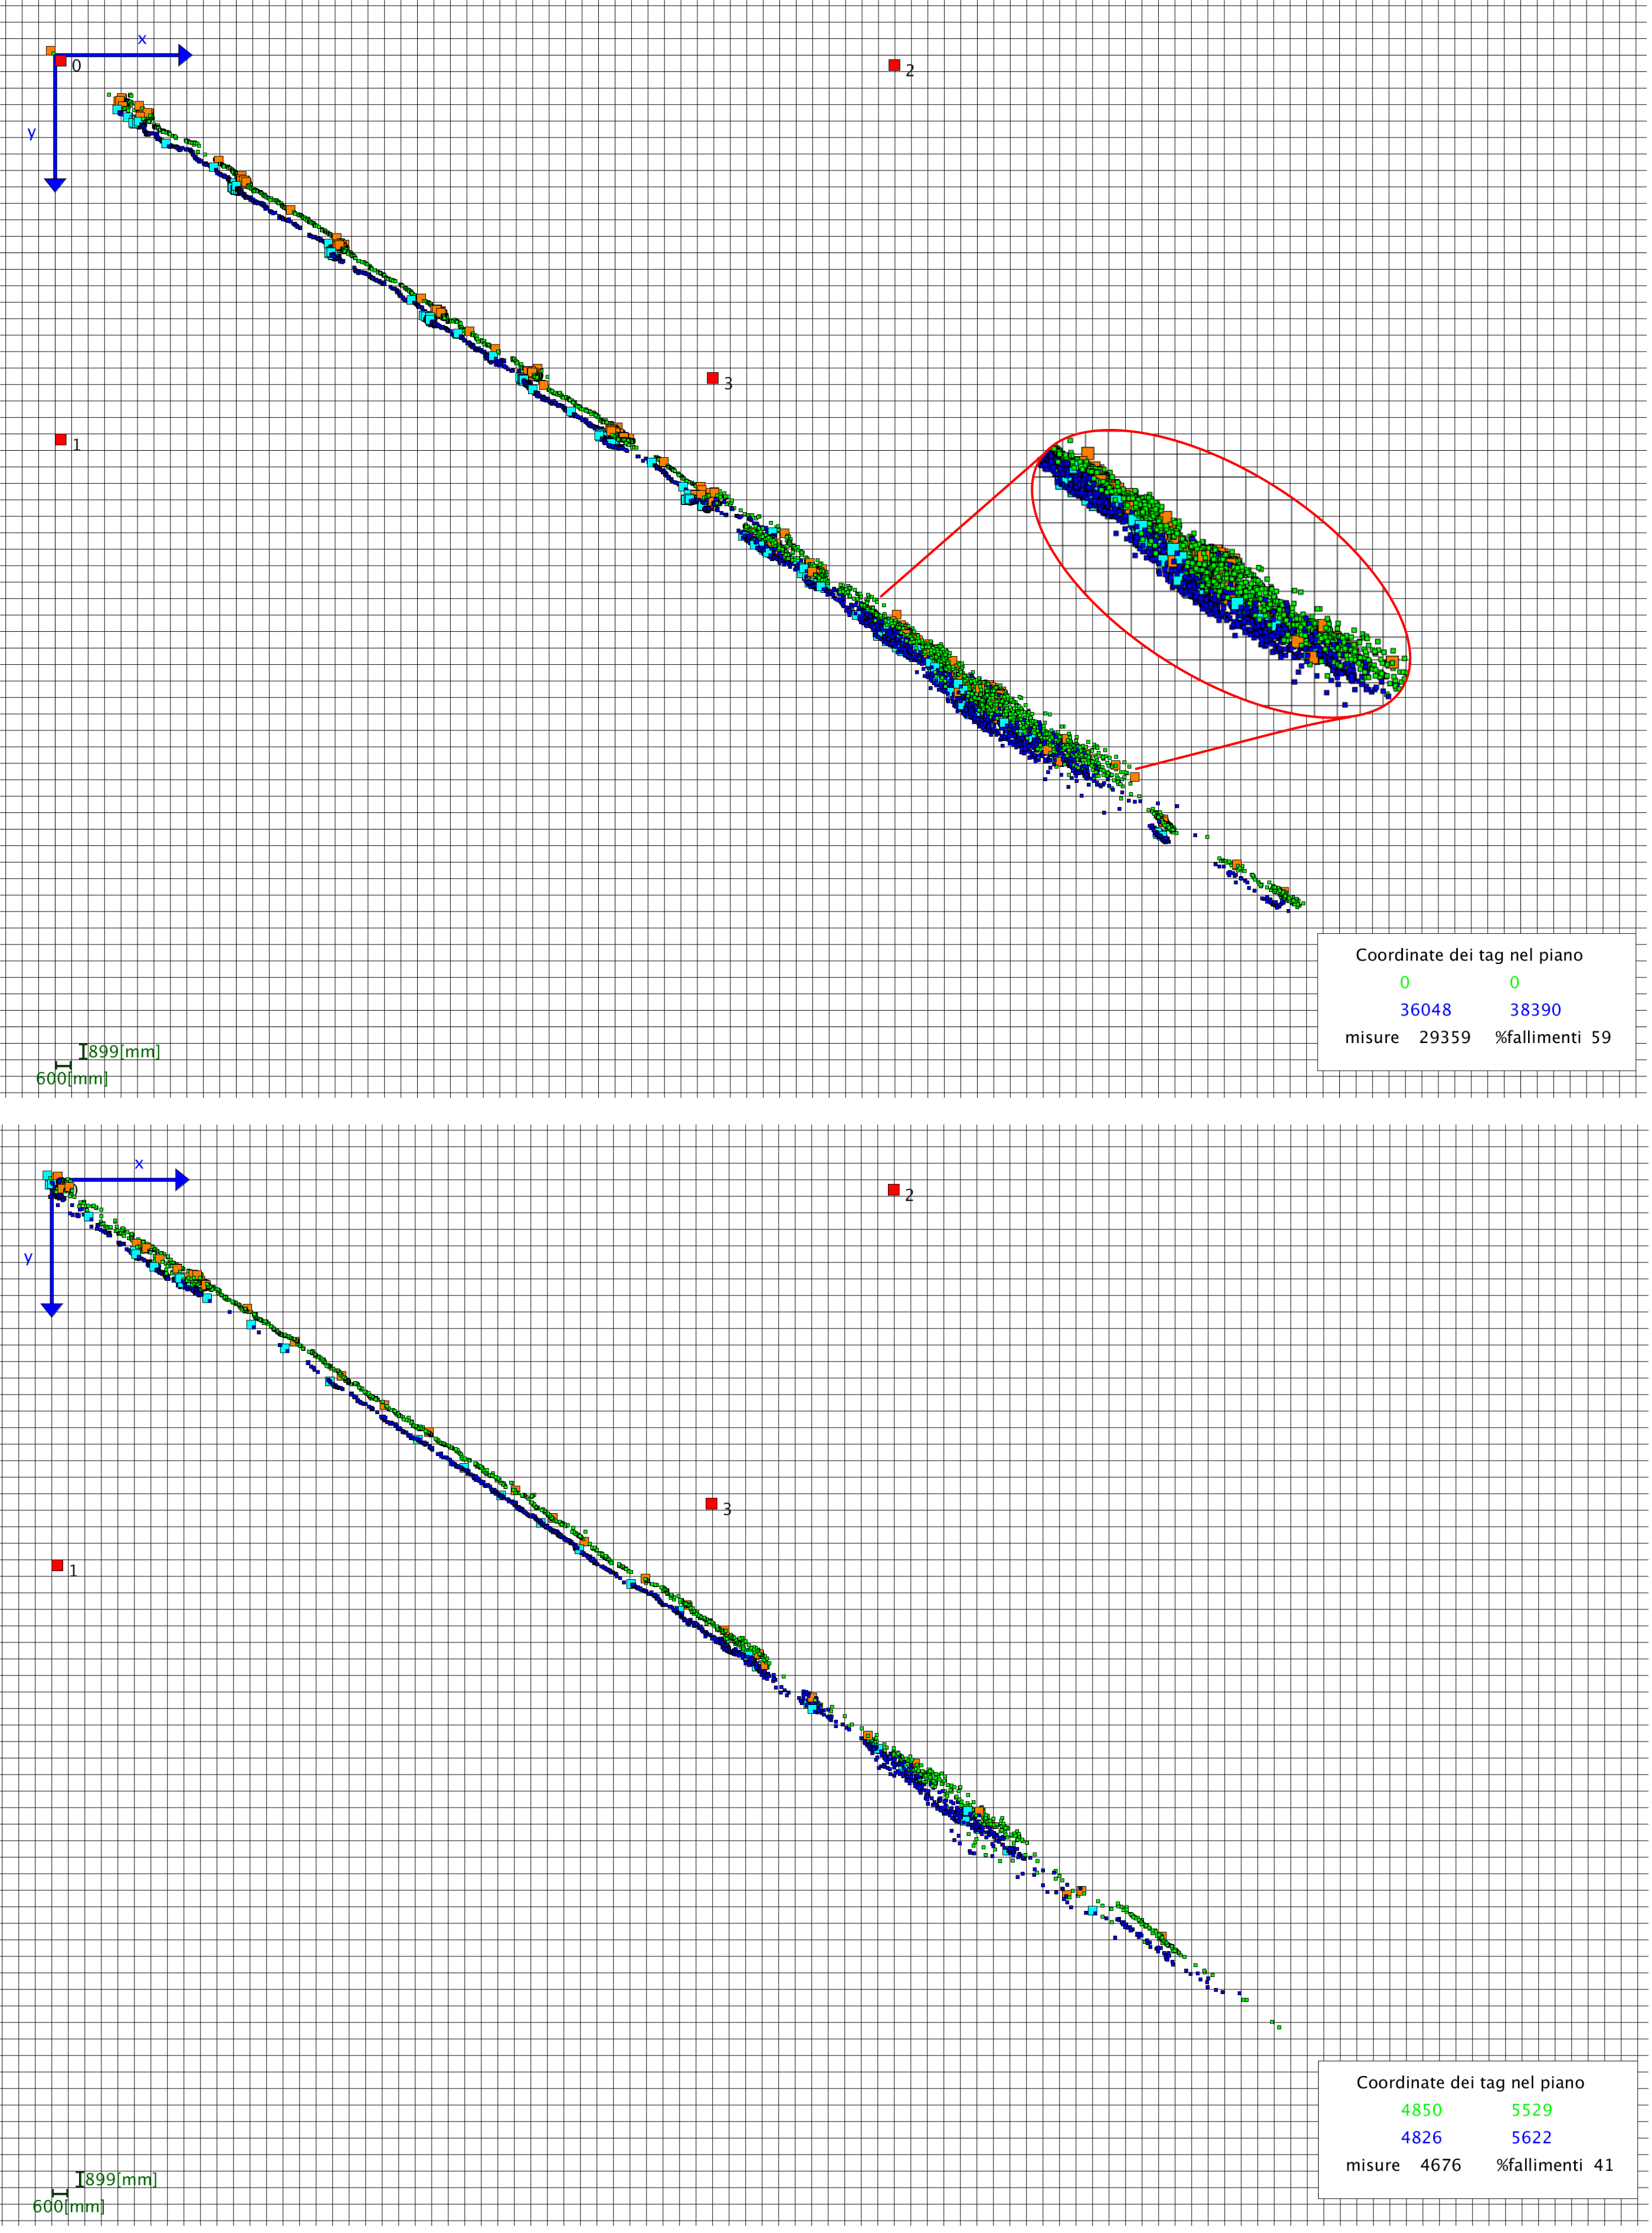 x
0
2
y
3
1
Coordinate dei tag nel piano
0 0
36048 38390
misure 29359 %fallimenti 59
899[mm]
600[mm]
x
0
2
y
3
1
Coordinate dei tag nel piano
4850 5529
4826 5622
misure 4676 %fallimenti 41
899[mm]
600[mm]